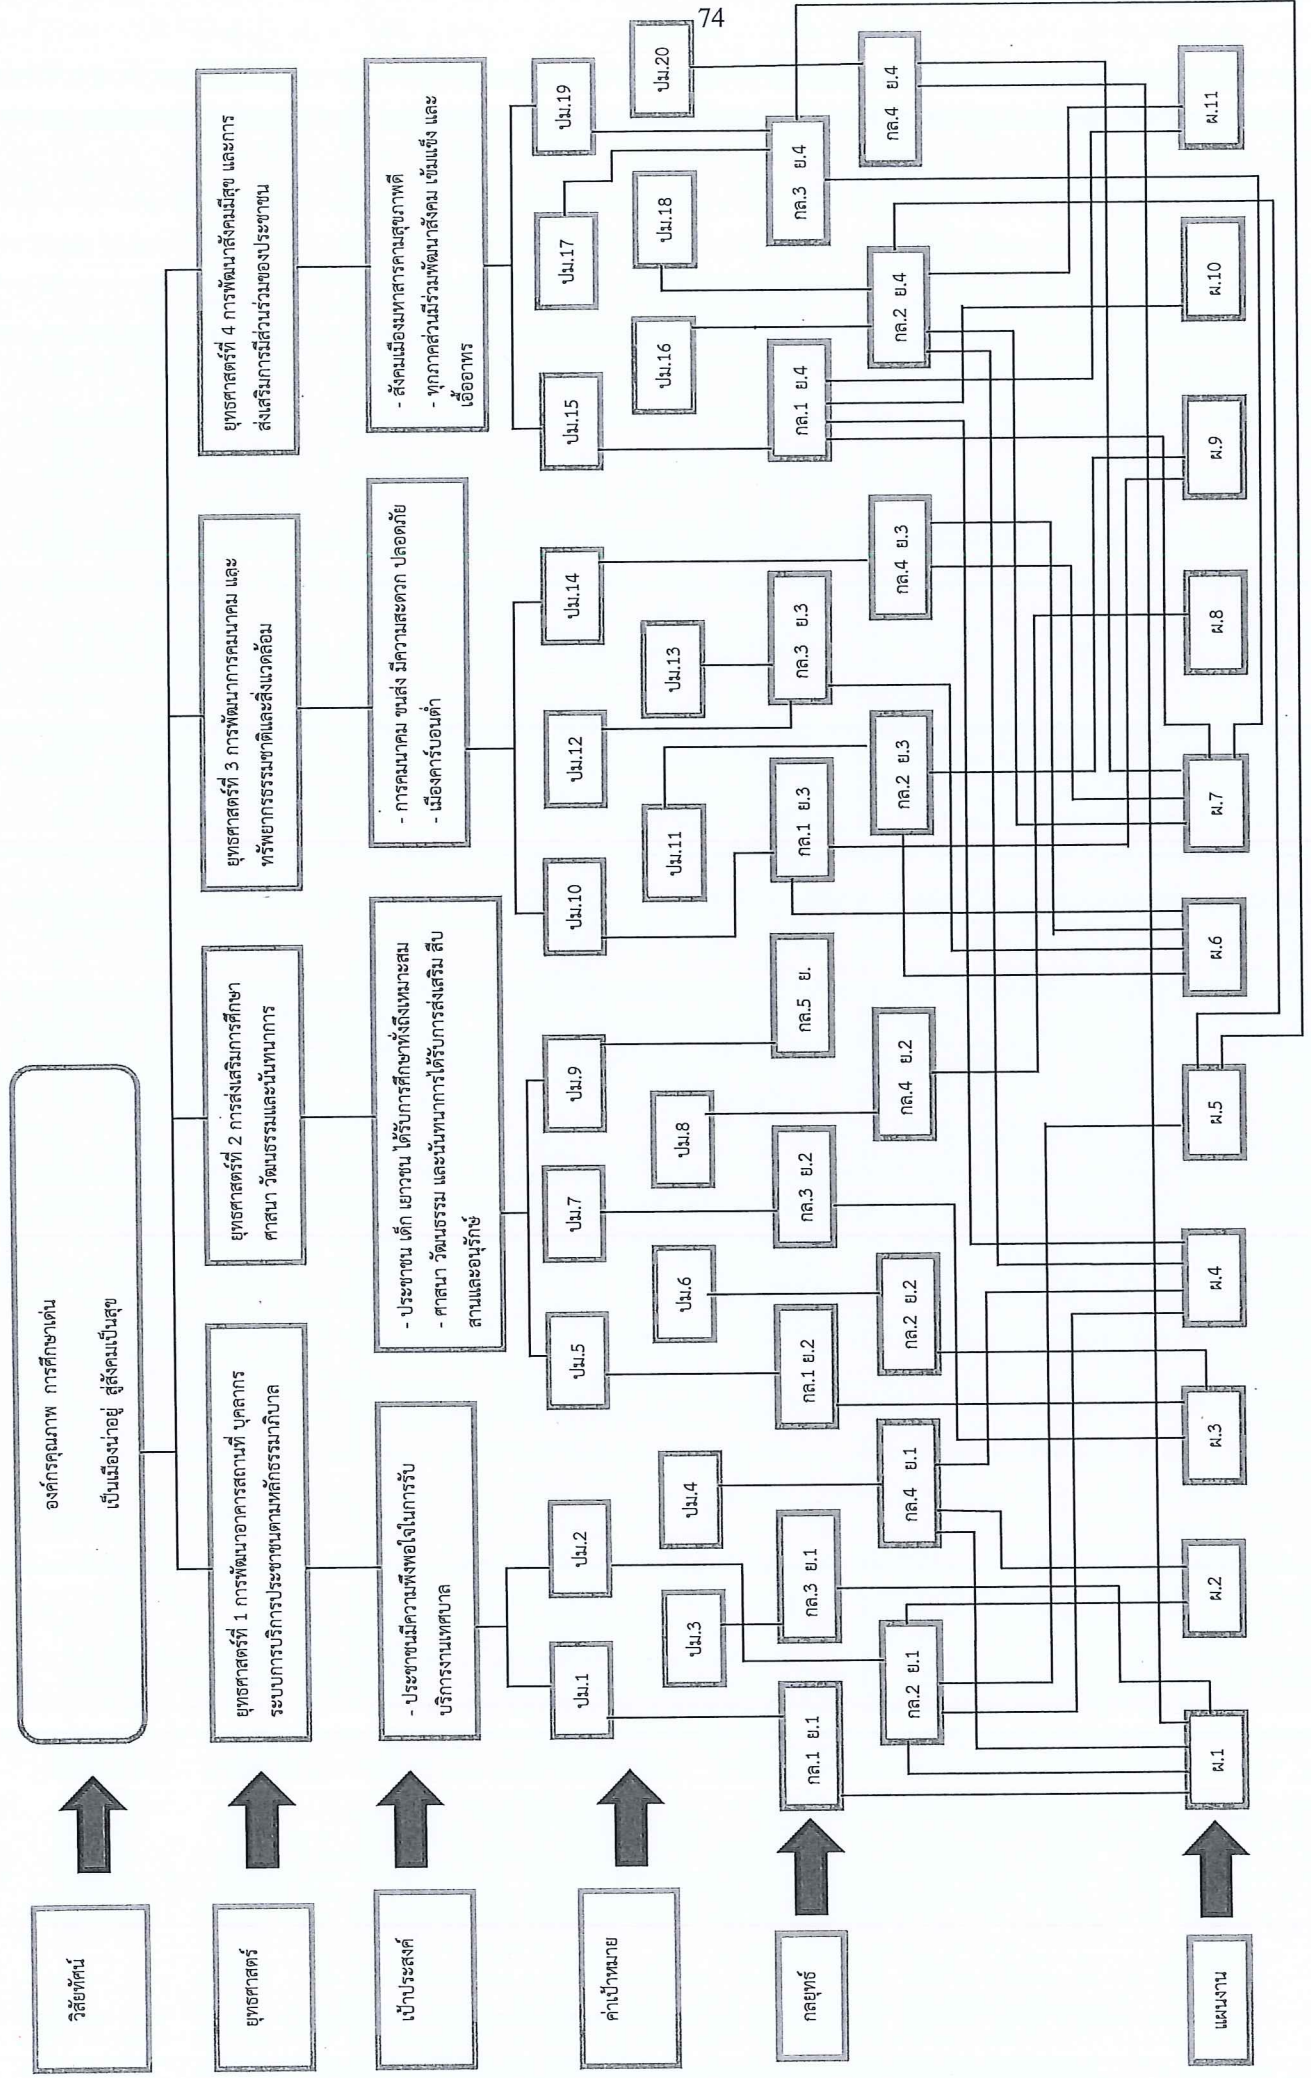 74
วิสัยทัศน์
องค์กรคุณภาพ การศึกษาเด่น
เป็นเมืองน่าอยู่ สู่สังคมเป็นสุข
ยุทธศาสตร์
ยุทธศาสตร์ที่ 1 การพัฒนาอาคารสถานที่ บุคลากร
ระบบการบริการประชาชนตามหลักธรรมาภิบาล
ยุทธศาสตร์ที่ 2 การส่งเสริมการศึกษา
ศาสนา วัฒนธรรมและนันทนาการ
ยุทธศาสตร์ที่ 3 การพัฒนาการคมนาคม และ
ทรัพยากรธรรมชาติและสิ่งแวดล้อม
ยุทธศาสตร์ที่ 4 การพัฒนาสังคมมีสุข และการ
ส่งเสริมการมีส่วนร่วมของประชาชน
เป้าประสงค์
- ประชาชนมีความพึงพอใจในการรับ
บริการงานเทศบาล
- ประชาชน เด็ก เยาวชน ได้รับการศึกษาทั่งถึงเหมาะสม
- ศาสนา วัฒนธรรม และนันทนาการได้รับการส่งเสริม สืบ
สานและอนุรักษ์
- การคมนาคม ขนส่ง มีความสะดวก ปลอดภัย
- เมืองคาร์บอนต่ำ
- สังคมเมืองมหาสารคามสุขภาพดี
- ทุกภาคส่วนมีร่วมพัฒนาสังคม เข้มแข็ง และ
เอื้ออาทร
ค่าเป้าหมาย
ปม.1
ปม.2
ปม.5
ปม.7
ปม.9
ปม.10
ปม.12
ปม.14
ปม.15
ปม.17
ปม.19
ปม.3
ปม.4
ปม.6
ปม.8
ปม.11
ปม.13
ปม.16
ปม.18
ปม.20
กลยุทธ์
กล.1 ย.1
กล.3 ย.1
กล.1 ย.2
กล.3 ย.2
กล.5 ย.
กล.1 ย.3
กล.3 ย.3
กล.1 ย.4
กล.3 ย.4
กล.2 ย.1
กล.4 ย.1
กล.2 ย.2
กล.4 ย.2
กล.2 ย.3
กล.4 ย.3
กล.2 ย.4
กล.4 ย.4
แผนงาน
ผ.1
ผ.2
ผ.3
ผ.4
ผ.5
ผ.6
ผ.7
ผ.8
ผ.9
ผ.10
ผ.11